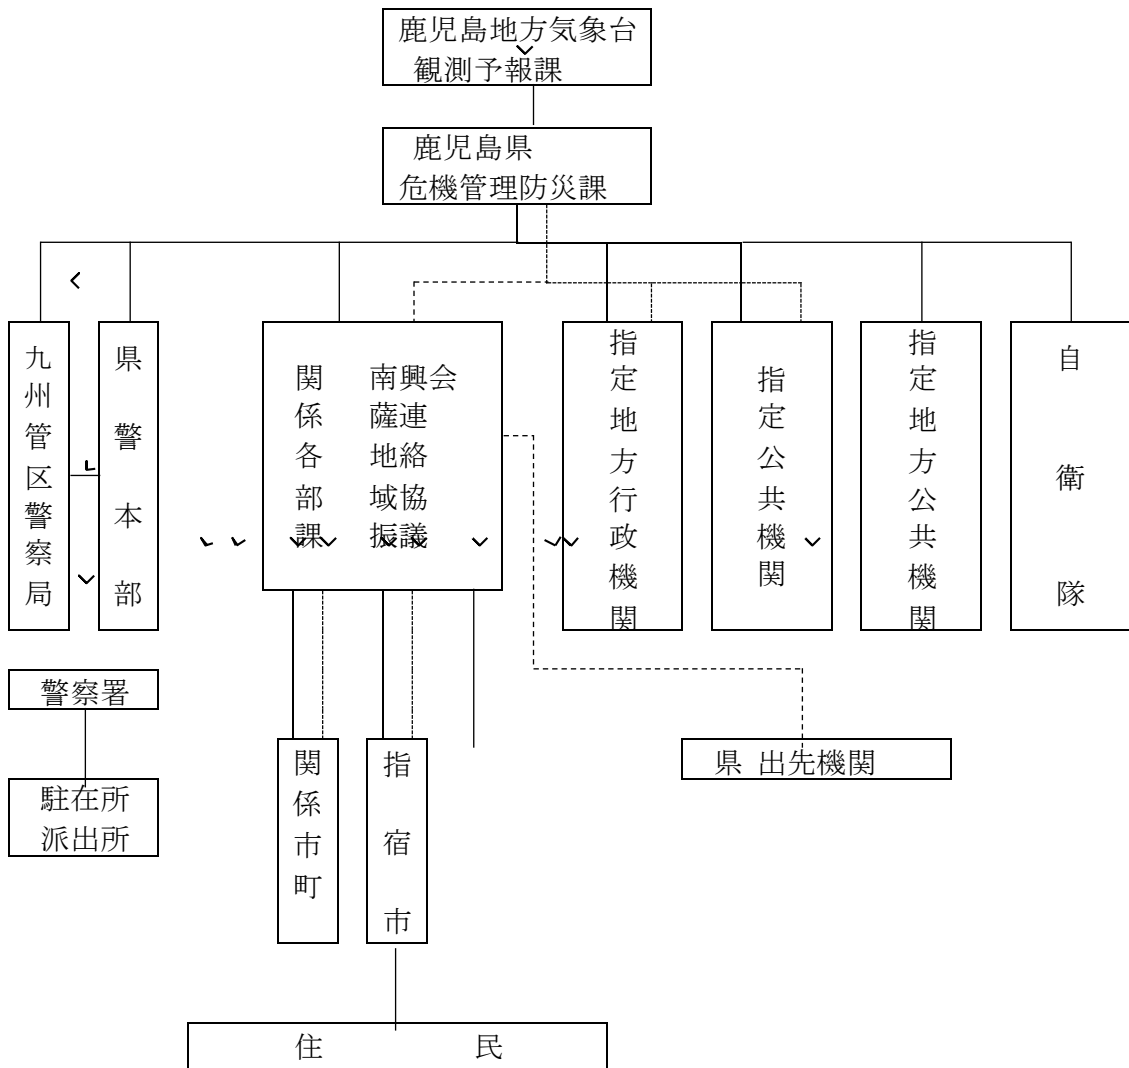 鹿児島地方気象台
観測予報課
鹿児島県
危機管理防災課
九州管区警察局
県警本部
関係各部課
南薩地域振
興連絡協議
会
指定地方行政機関
指定公共機関
指定地方公共機関
自衛隊
警察署
駐在所
派出所
関係市町
指宿市
県 出先機関
住 民